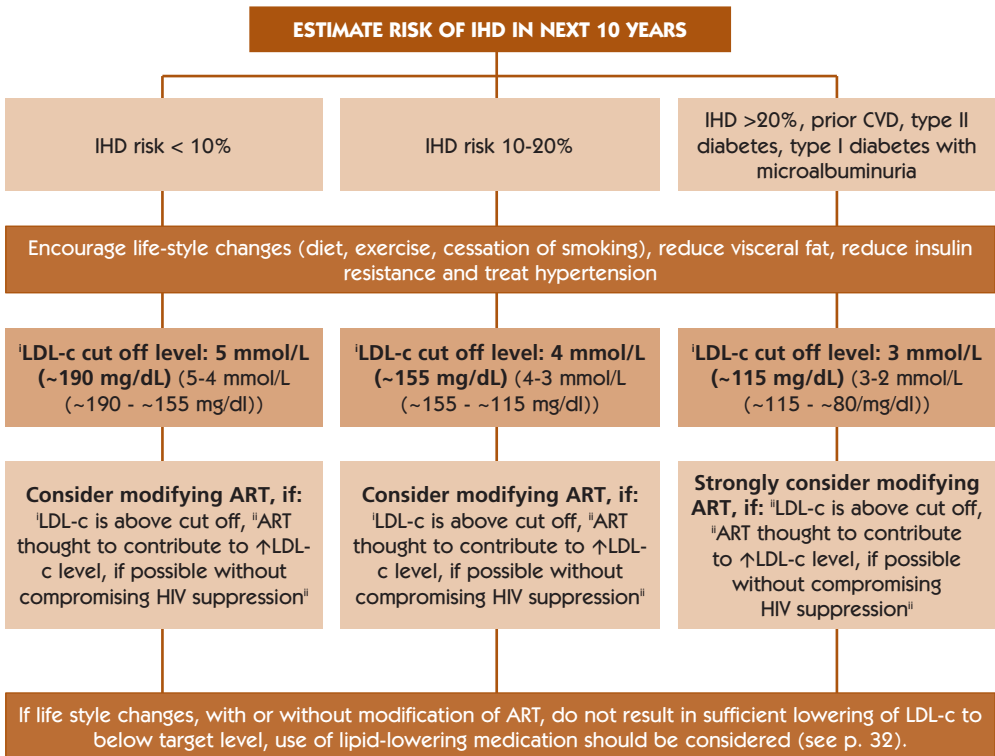 ESTIMATE RISK OF IHD IN NEXT 10 YEARS
IHD risk < 10%
IHD risk 10-20%
IHD >20%, prior CVD, type II
diabetes, type I diabetes with
microalbuminuria
Encourage life-style changes (diet, exercise, cessation of smoking), reduce visceral fat, reduce insulin
resistance and treat hypertension
ⁱLDL-c cut off level: 5 mmol/L
(~190 mg/dL) (5-4 mmol/L
(~190 - ~155 mg/dl))
ⁱLDL-c cut off level: 4 mmol/L
(~155 mg/dL) (4-3 mmol/L
(~155 - ~115 mg/dl))
ⁱLDL-c cut off level: 3 mmol/L
(~115 mg/dL) (3-2 mmol/L
(~115 - ~80/mg/dl))
Consider modifying ART, if:
ⁱLDL-c is above cut off, ⁱⁱART
thought to contribute to ↑LDL-
c level, if possible without
compromising HIV suppressionⁱⁱ
Consider modifying ART, if:
ⁱLDL-c is above cut off, ⁱⁱART
thought to contribute to ↑LDL-
c level, if possible without
compromising HIV suppressionⁱⁱ
Strongly consider modifying
ART, if: ⁱⁱLDL-c is above cut off,
ⁱⁱART thought to contribute
to ↑LDL-c level, if possible
without compromising
HIV suppressionⁱⁱ
If life style changes, with or without modification of ART, do not result in sufficient lowering of LDL-c to
below target level, use of lipid-lowering medication should be considered (see p. 32).